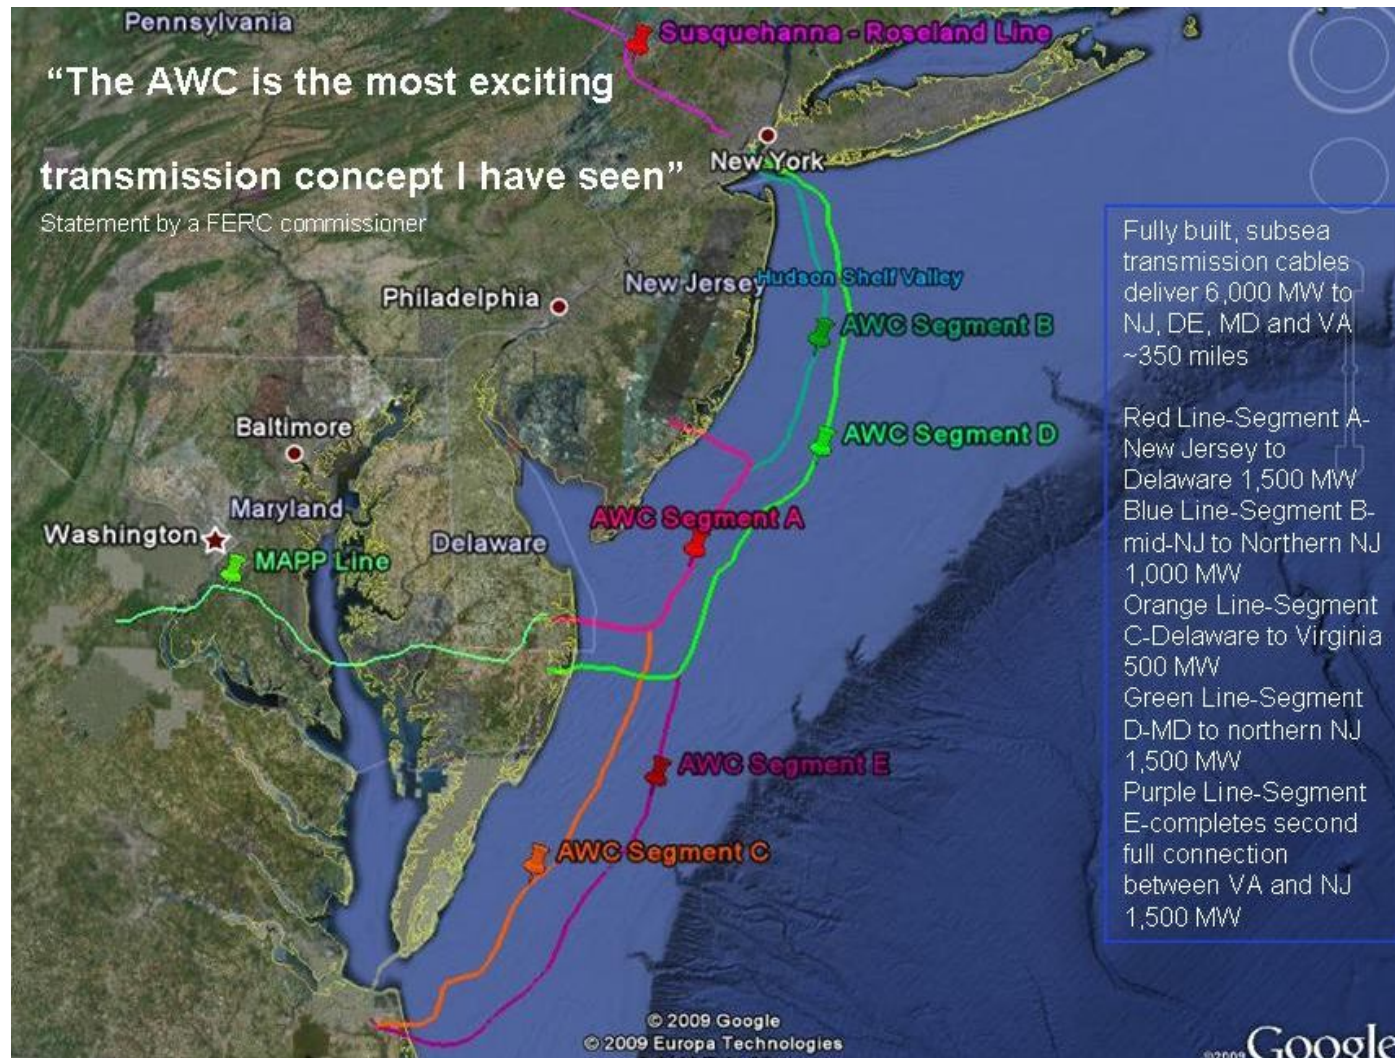 Pennsylvania
Susquehanna - Roseland Line
“The AWC is the most exciting
transmission concept I have seen”
Statement by a FERC commissioner
New York
Fully built, subsea
transmission cables
deliver 6,000 MW to
NJ, DE, MD and VA
~350 miles
Red Line-Segment A-
New Jersey to
Delaware 1,500 MW
Blue Line-Segment B-
mid-NJ to Northern NJ
1,000 MW
Orange Line-Segment
C-Delaware to Virginia
500 MW
Green Line-Segment
D-MD to northern NJ
1,500 MW
Purple Line-Segment
E-completes second
full connection
between VA and NJ
1,500 MW
New Jersey
Hudson Shelf Valley
Philadelphia
AWC Segment B
Baltimore
AWC Segment D
Maryland
AWC Segment A
Washington
Delaware
MAPP Line
AWC Segment E
AWC Segment C
© 2009 Google
© 2009 Europa Technologies
©2009 Google